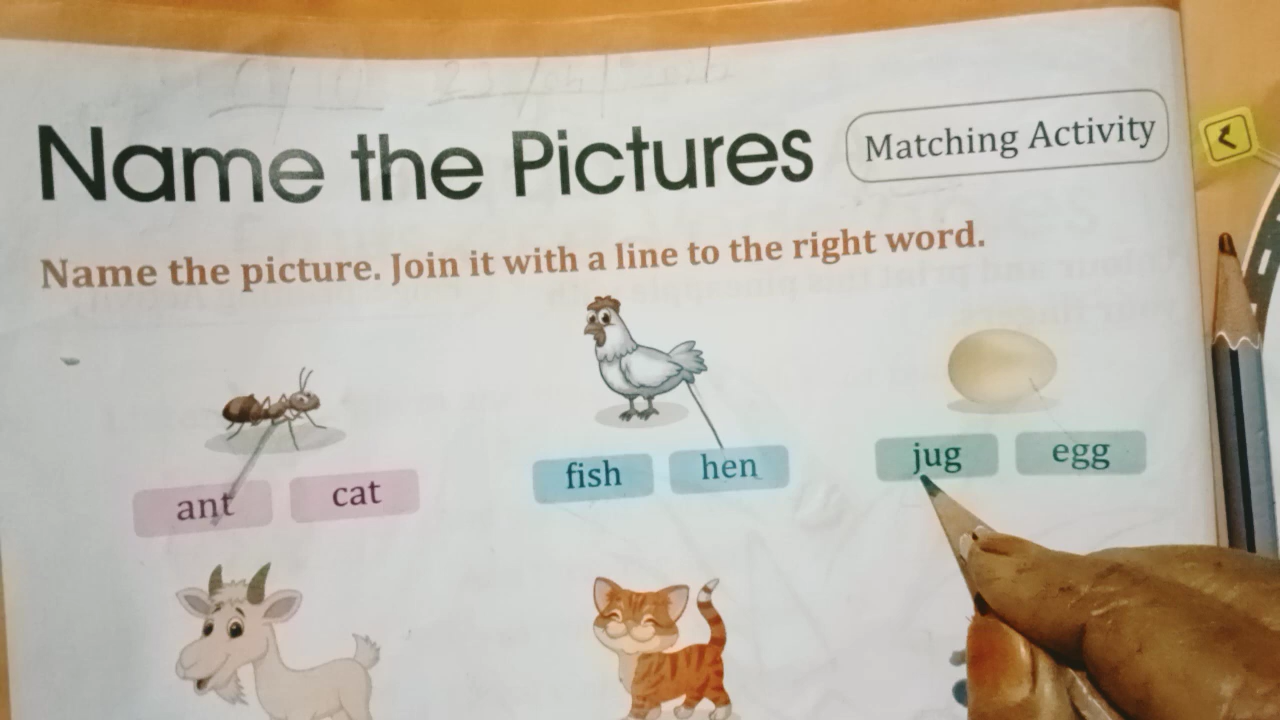 Name the Pictures
Matching Activity
Name the picture. Join it with a line to the right word.
ant cat
fish hen
jug egg